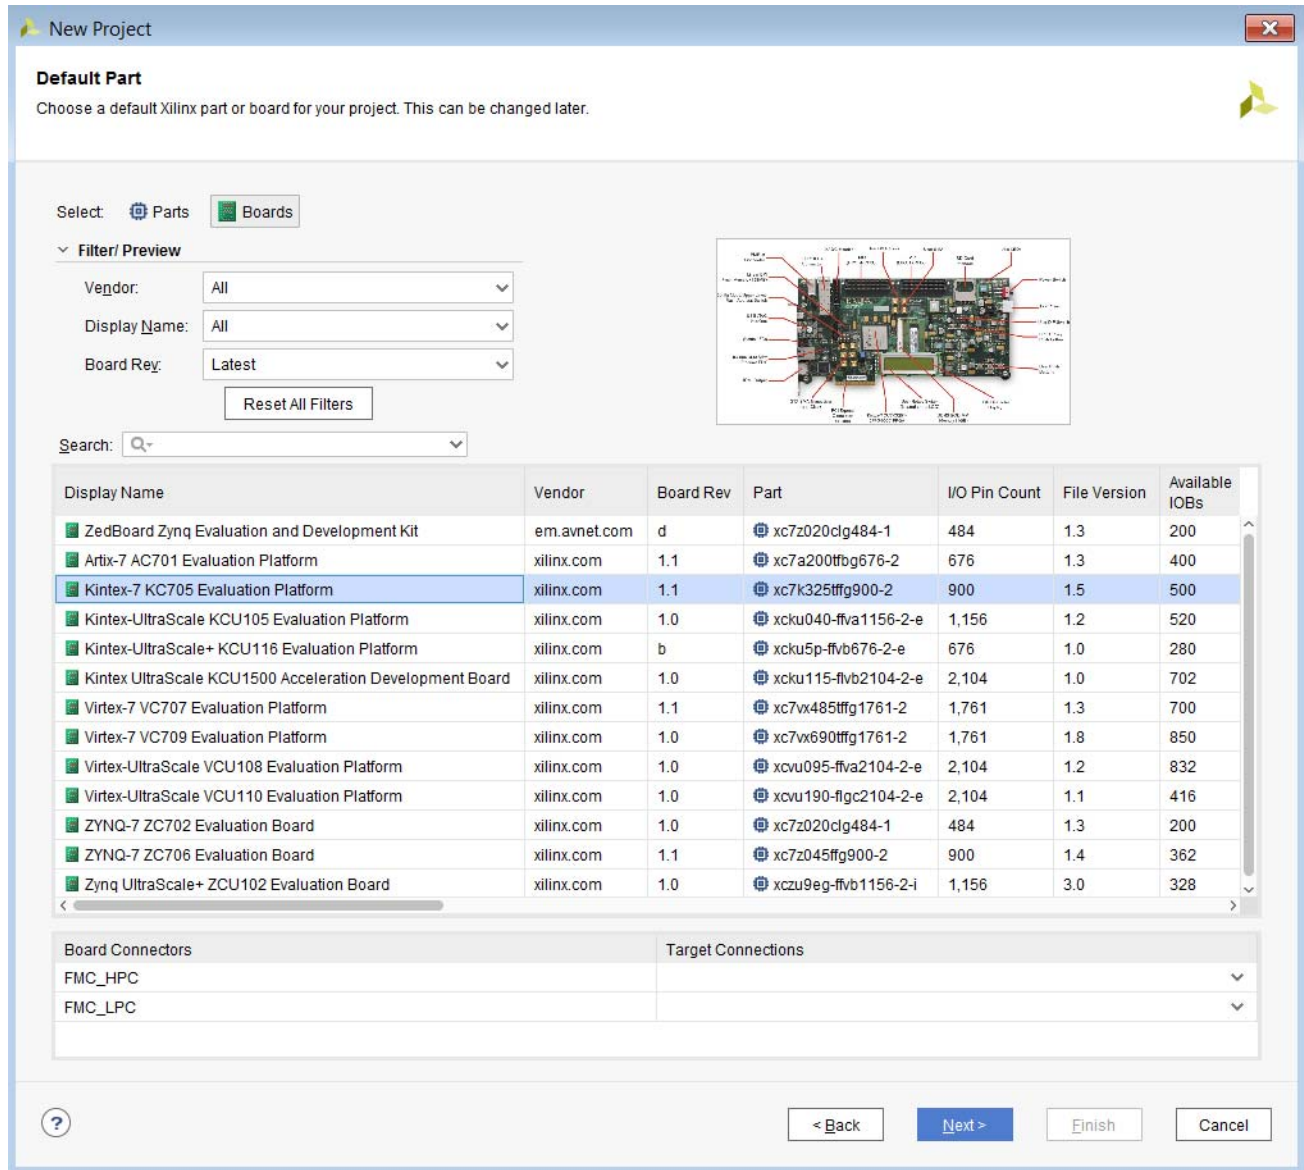 New Project
Default Part
Choose a default Xilinx part or board for your project. This can be changed later.
Select: Parts Boards
Filter/ Preview
Vendor: All
Display Name: All
Board Rev: Latest
Reset All Filters
Search:
Display Name Vendor Board Rev Part I/O Pin Count File Version Available IOBs
ZedBoard Zynq Evaluation and Development Kit em.avnet.com d xc7z020clg484-1 484 1.3 200
Artix-7 AC701 Evaluation Platform xilinx.com 1.1 xc7a200tfbg676-2 676 1.3 400
Kintex-7 KC705 Evaluation Platform xilinx.com 1.1 xc7k325tffg900-2 900 1.5 500
Kintex-UltraScale KCU105 Evaluation Platform xilinx.com 1.0 xcku040-ffva1156-2-e 1,156 1.2 520
Kintex-UltraScale+ KCU116 Evaluation Platform xilinx.com b xcku5p-ffvb676-2-e 676 1.0 280
Kintex UltraScale KCU1500 Acceleration Development Board xilinx.com 1.0 xcku115-flvb2104-2-e 2,104 1.0 702
Virtex-7 VC707 Evaluation Platform xilinx.com 1.1 xc7vx485tffg1761-2 1,761 1.3 700
Virtex-7 VC709 Evaluation Platform xilinx.com 1.0 xc7vx690tffg1761-2 1,761 1.8 850
Virtex-UltraScale VCU108 Evaluation Platform xilinx.com 1.0 xcvu095-ffva2104-2-e 2,104 1.2 832
Virtex-UltraScale VCU110 Evaluation Platform xilinx.com 1.0 xcvu190-flgc2104-2-e 2,104 1.1 416
ZYNQ-7 ZC702 Evaluation Board xilinx.com 1.0 xc7z020clg484-1 484 1.3 200
ZYNQ-7 ZC706 Evaluation Board xilinx.com 1.1 xc7z045ffg900-2 900 1.4 362
Zynq UltraScale+ ZCU102 Evaluation Board xilinx.com 1.0 xczu9eg-ffvb1156-2-i 1,156 3.0 328
Board Connectors Target Connections
FMC_HPC
FMC_LPC
? < Back Next > Finish Cancel